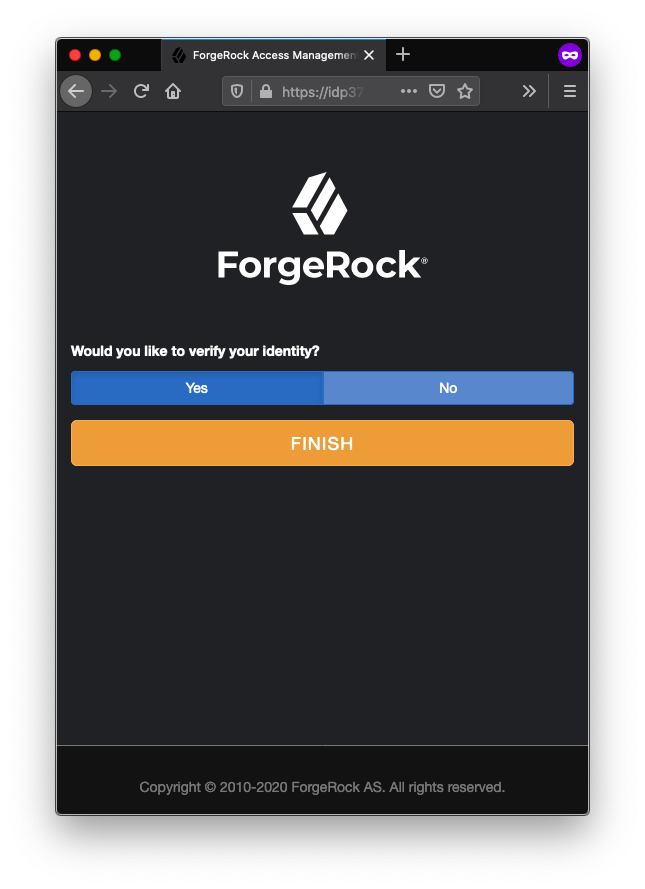 ForgeRock Access Managemen
https://idp37
ForgeRock®
Would you like to verify your identity?
Yes
No
FINISH
Copyright © 2010-2020 ForgeRock AS. All rights reserved.